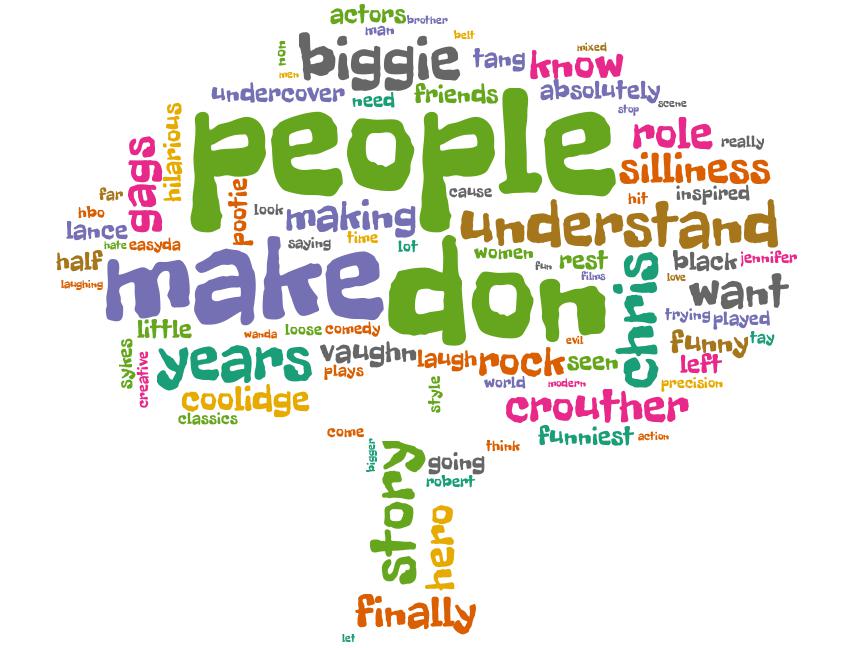 actors brother
man belt
non biggie tang know mixed
men
undercover need friends absolutely
stop scene
people
gags hilarious role really
silliness
far pootie cause hit inspired
hbo look making understand
lance saying time lot
hate easyda women rest
half fun films chris black jennifer
laughing make don love want
little trying played
wanda loose comedy evil funny tay
sykes creative years vaughn laugh rock seen left
plays
coolidge style world modern precision
classics crouther
come funniest action
bigger story going think
robert
hero
finally
let